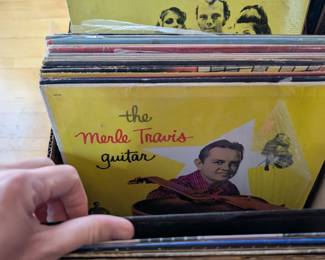 the
Merle Travis
guitar